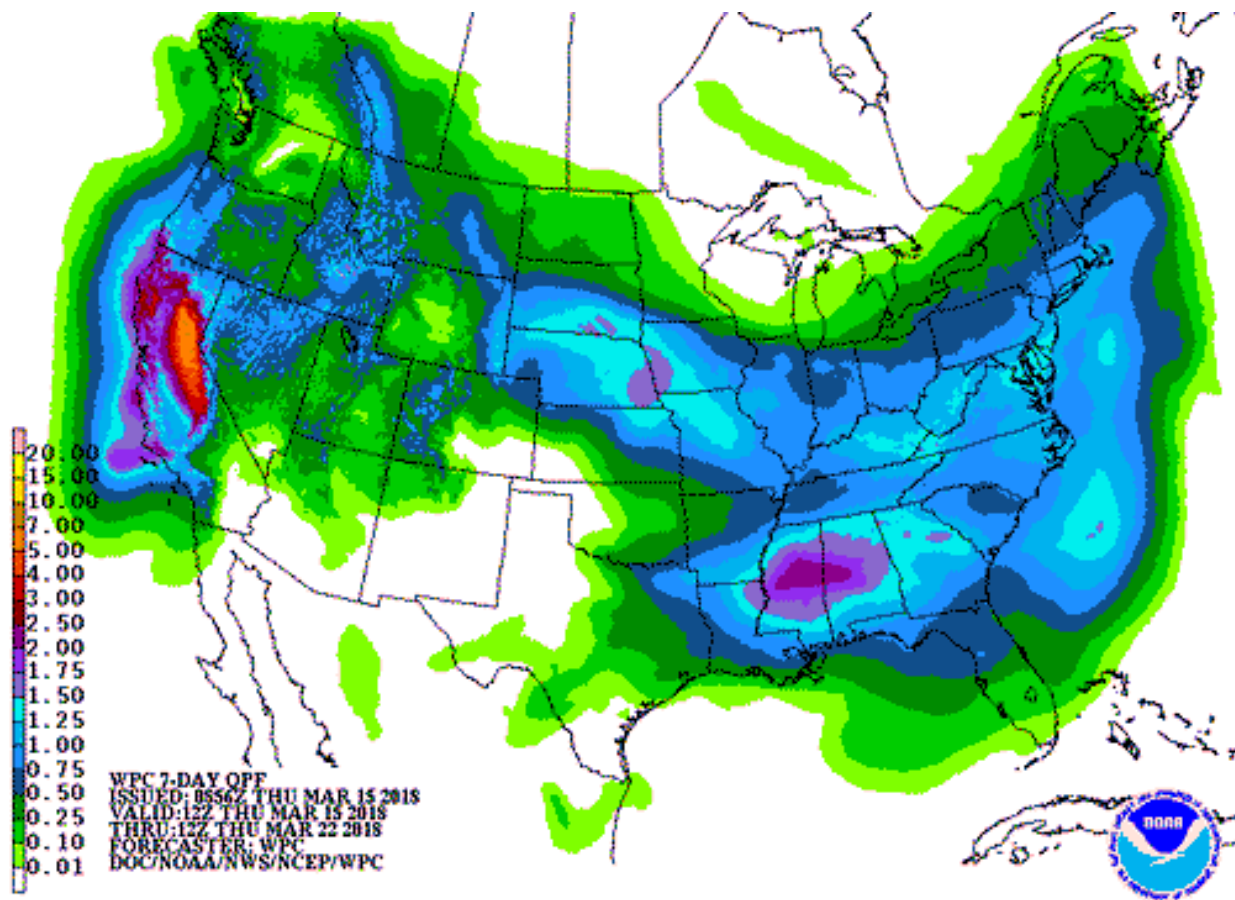 20.00
15.00
10.00
7.00
5.00
4.00
3.00
2.50
2.00
1.75
1.50
1.25
1.00
0.75
0.50
0.25
0.10
0.01
WPC 7-DAY QPF
ISSUED: 0856Z THU MAR 15 2018
VALID:12Z THU MAR 15 2018
THRU:12Z THU MAR 22 2018
FORECASTER: WPC
DOC/NOAA/NWS/NCEP/WPC
NOAA